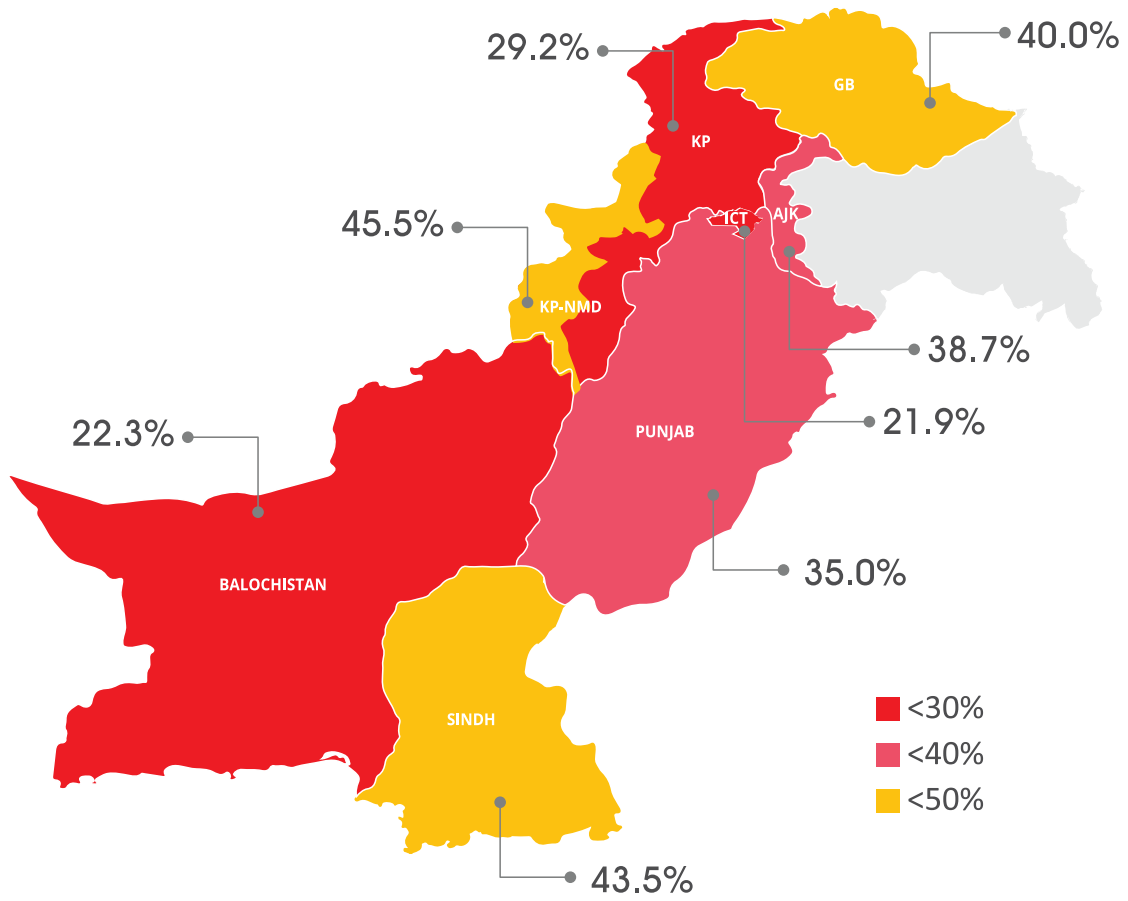 29.2%
40.0%
GB
KP
45.5%
ICT
AJK
KP-NMD
38.7%
22.3%
21.9%
PUNJAB
35.0%
BALOCHISTAN
SINDH
<30%
<40%
<50%
43.5%